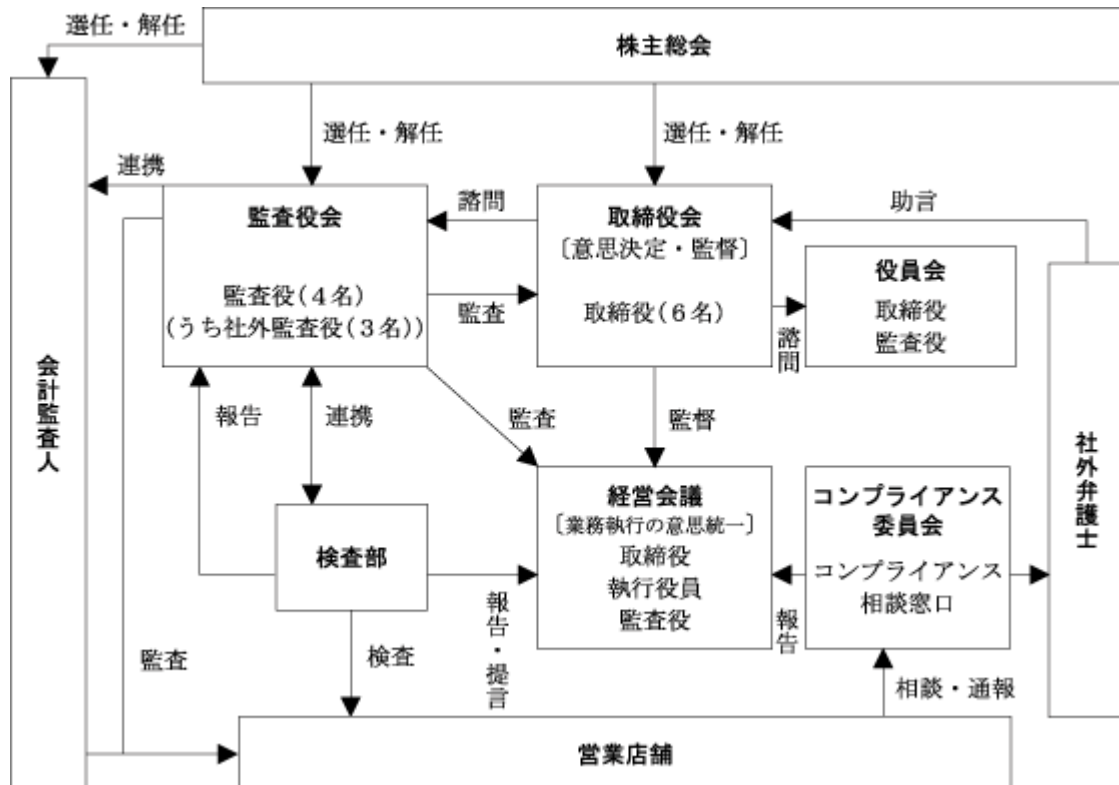 選任・解任
株主総会
選任・解任
選任・解任
連携
監査役会
監査役(4名)
(うち社外監査役(3名))
諮問
監査
取締役会
〔意思決定・監督〕
取締役(6名)
助言
諮問
役員会
取締役
監査役
会計監査人
報告
連携
監査
監督
社外弁護士
検査部
経営会議
〔業務執行の意思統一〕
取締役
執行役員
監査役
コンプライアンス
委員会
コンプライアンス
相談窓口
報告
報告・提言
監査
検査
相談・通報
営業店舗